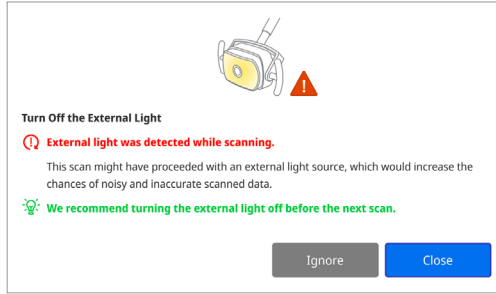 Turn Off the External Light
External light was detected while scanning.
This scan might have proceeded with an external light source, which would increase the
chances of noisy and inaccurate scanned data.
We recommend turning the external light off before the next scan.
Ignore
Close